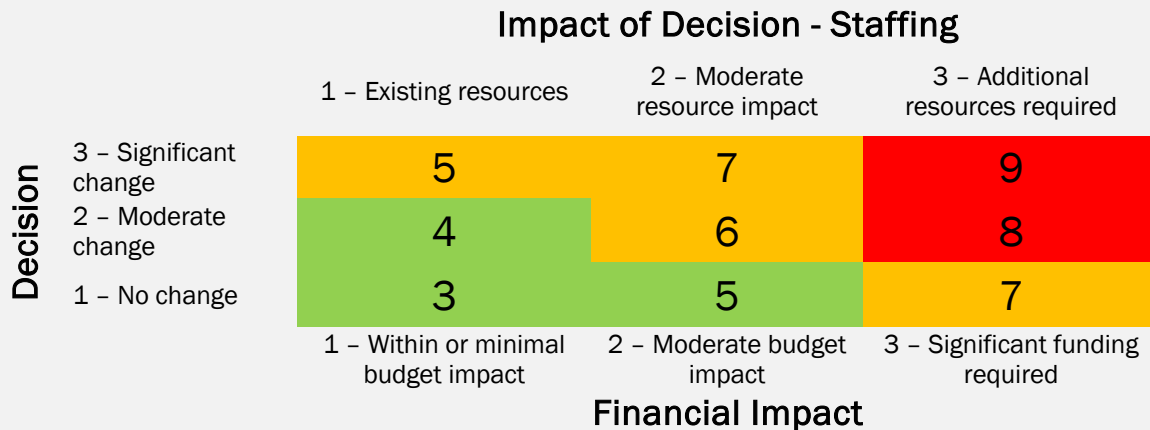 Impact of Decision - Staffing
1 – Existing resources
2 – Moderate
resource impact
3 – Additional
resources required
Decision
3 – Significant
change
5
7
9
2 – Moderate
change
4
6
8
1 – No change
3
5
7
1 – Within or minimal
budget impact
2 – Moderate budget
impact
3 – Significant funding
required
Financial Impact